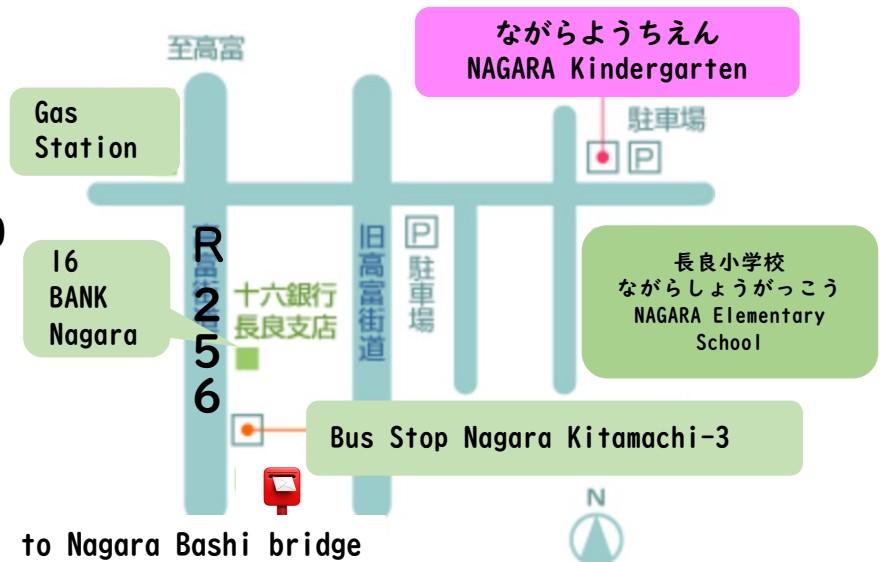 ながらようちえん
NAGARA Kindergarten
至高富
Gas
Station
駐車場
P
16
BANK
Nagara
R256
十六銀行
長良支店
旧高富街道
P
駐車場
長良小学校
ながらしょうがっこう
NAGARA Elementary
School
Bus Stop Nagara Kitamachi-3
N
to Nagara Bashi bridge